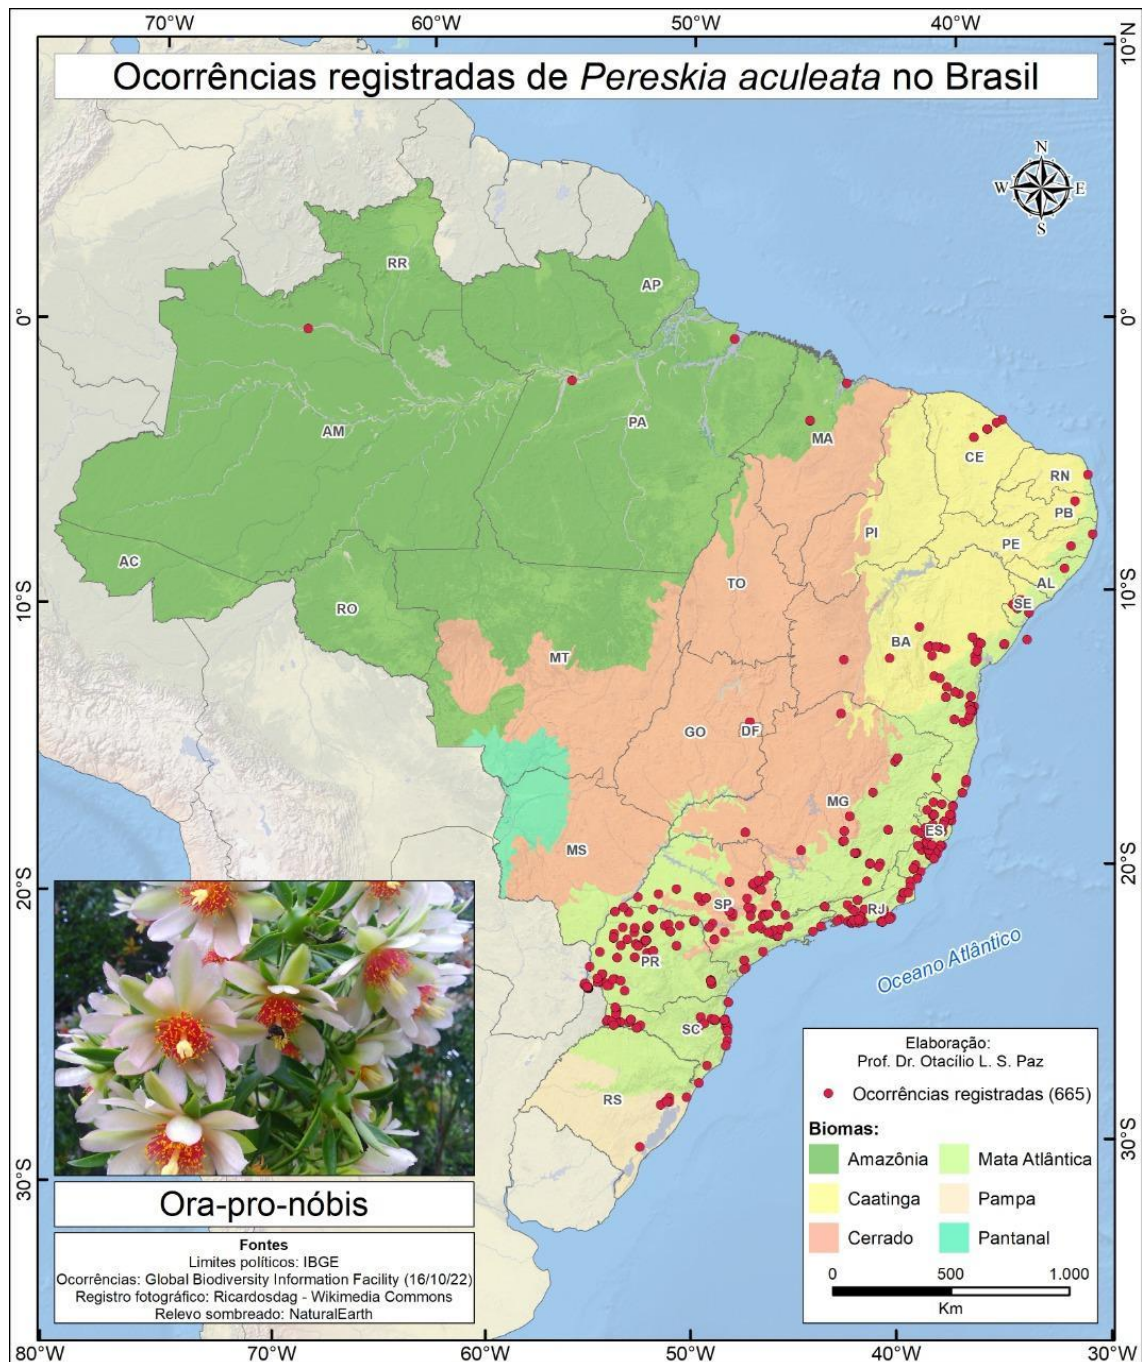 70°W 60°W 50°W 40°W
10°N
Ocorrências registradas de Pereskia aculeata no Brasil
N
W E
S
RR
AP
0° 0°
AM
PA
MA
CE
RN
PB
PI
PE
AC
AL
TO
RO
SE
10°S 10°S
BA
MT
GO DF
MG
ES
MS
20°S 20°S
SP
RJ
PR
Oceano Atlântico
SC
RS
Elaboração:
Prof. Dr. Otacílio L. S. Paz
Ocorrências registradas (665)
Biomas:
Amazônia Mata Atlântica
Caatinga Pampa
Cerrado Pantanal
0 500 1.000
Km
30°S 30°S
Ora-pro-nóbis
Fontes
Limites políticos: IBGE
Ocorrências: Global Biodiversity Information Facility (16/10/22)
Registro fotográfico: Ricardosdag - Wikimedia Commons
Relevo sombreado: NaturalEarth
80°W 70°W 60°W 50°W 40°W 30°W